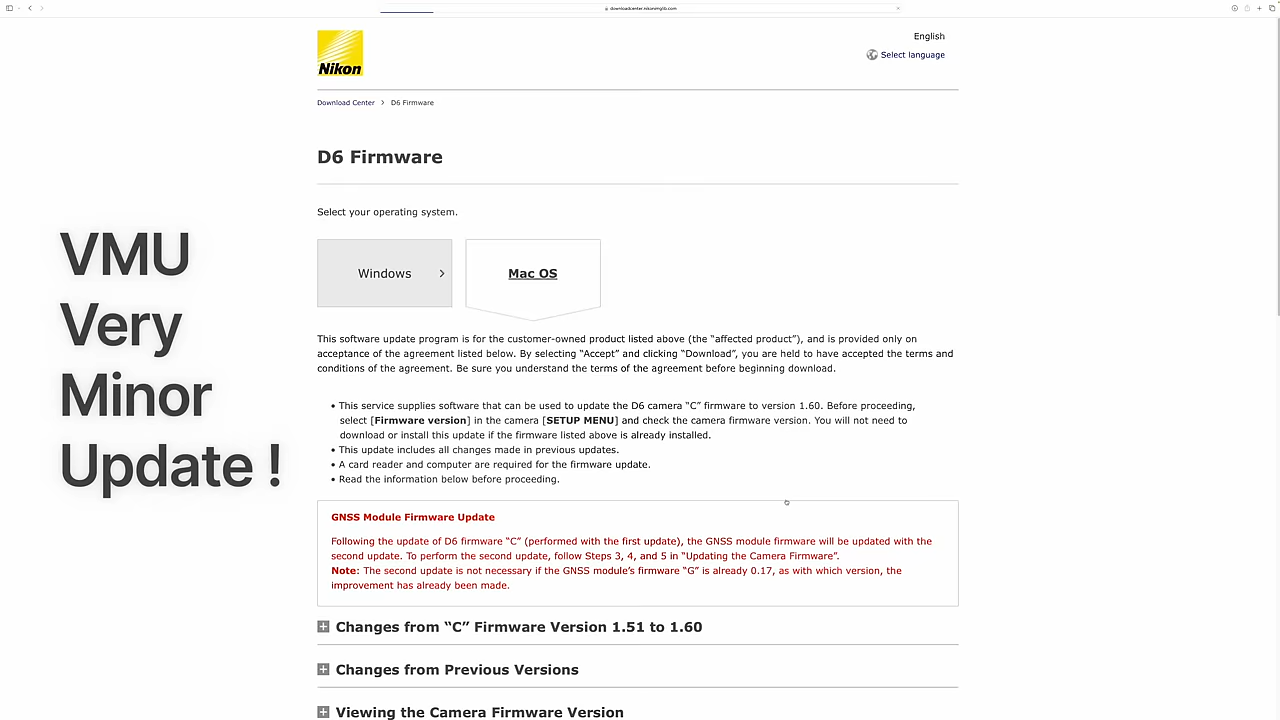 downloadcenter.nikonimglib.com
Nikon
English
Select language
Download Center > D6 Firmware
D6 Firmware
Select your operating system.
Windows
Mac OS
This software update program is for the customer-owned product listed above (the “affected product”), and is provided only on
acceptance of the agreement listed below. By selecting “Accept” and clicking “Download”, you are held to have accepted the terms and
conditions of the agreement. Be sure you understand the terms of the agreement before beginning download.
• This service supplies software that can be used to update the D6 camera “C” firmware to version 1.60. Before proceeding,
select [Firmware version] in the camera [SETUP MENU] and check the camera firmware version. You will not need to
download or install this update if the firmware listed above is already installed.
• This update includes all changes made in previous updates.
• A card reader and computer are required for the firmware update.
• Read the information below before proceeding.
GNSS Module Firmware Update
Following the update of D6 firmware “C” (performed with the first update), the GNSS module firmware will be updated with the
second update. To perform the second update, follow Steps 3, 4, and 5 in “Updating the Camera Firmware”.
Note: The second update is not necessary if the GNSS module’s firmware “G” is already 0.17, as with which version, the
improvement has already been made.
Changes from “C” Firmware Version 1.51 to 1.60
Changes from Previous Versions
Viewing the Camera Firmware Version
VMU
Very
Minor
Update !